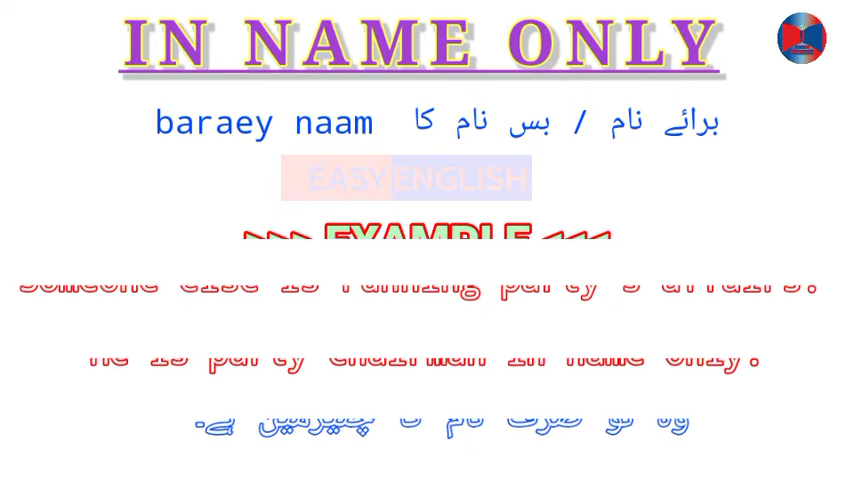 IN NAME ONLY
baraey naam برائے نام / بس نام کا
EASY ENGLISH
>>> EXAMPLE <<<
Someone else is running party's affairs.
He is party chairman in name only.
وہ تو صرف نام کا چیئرمین ہے۔